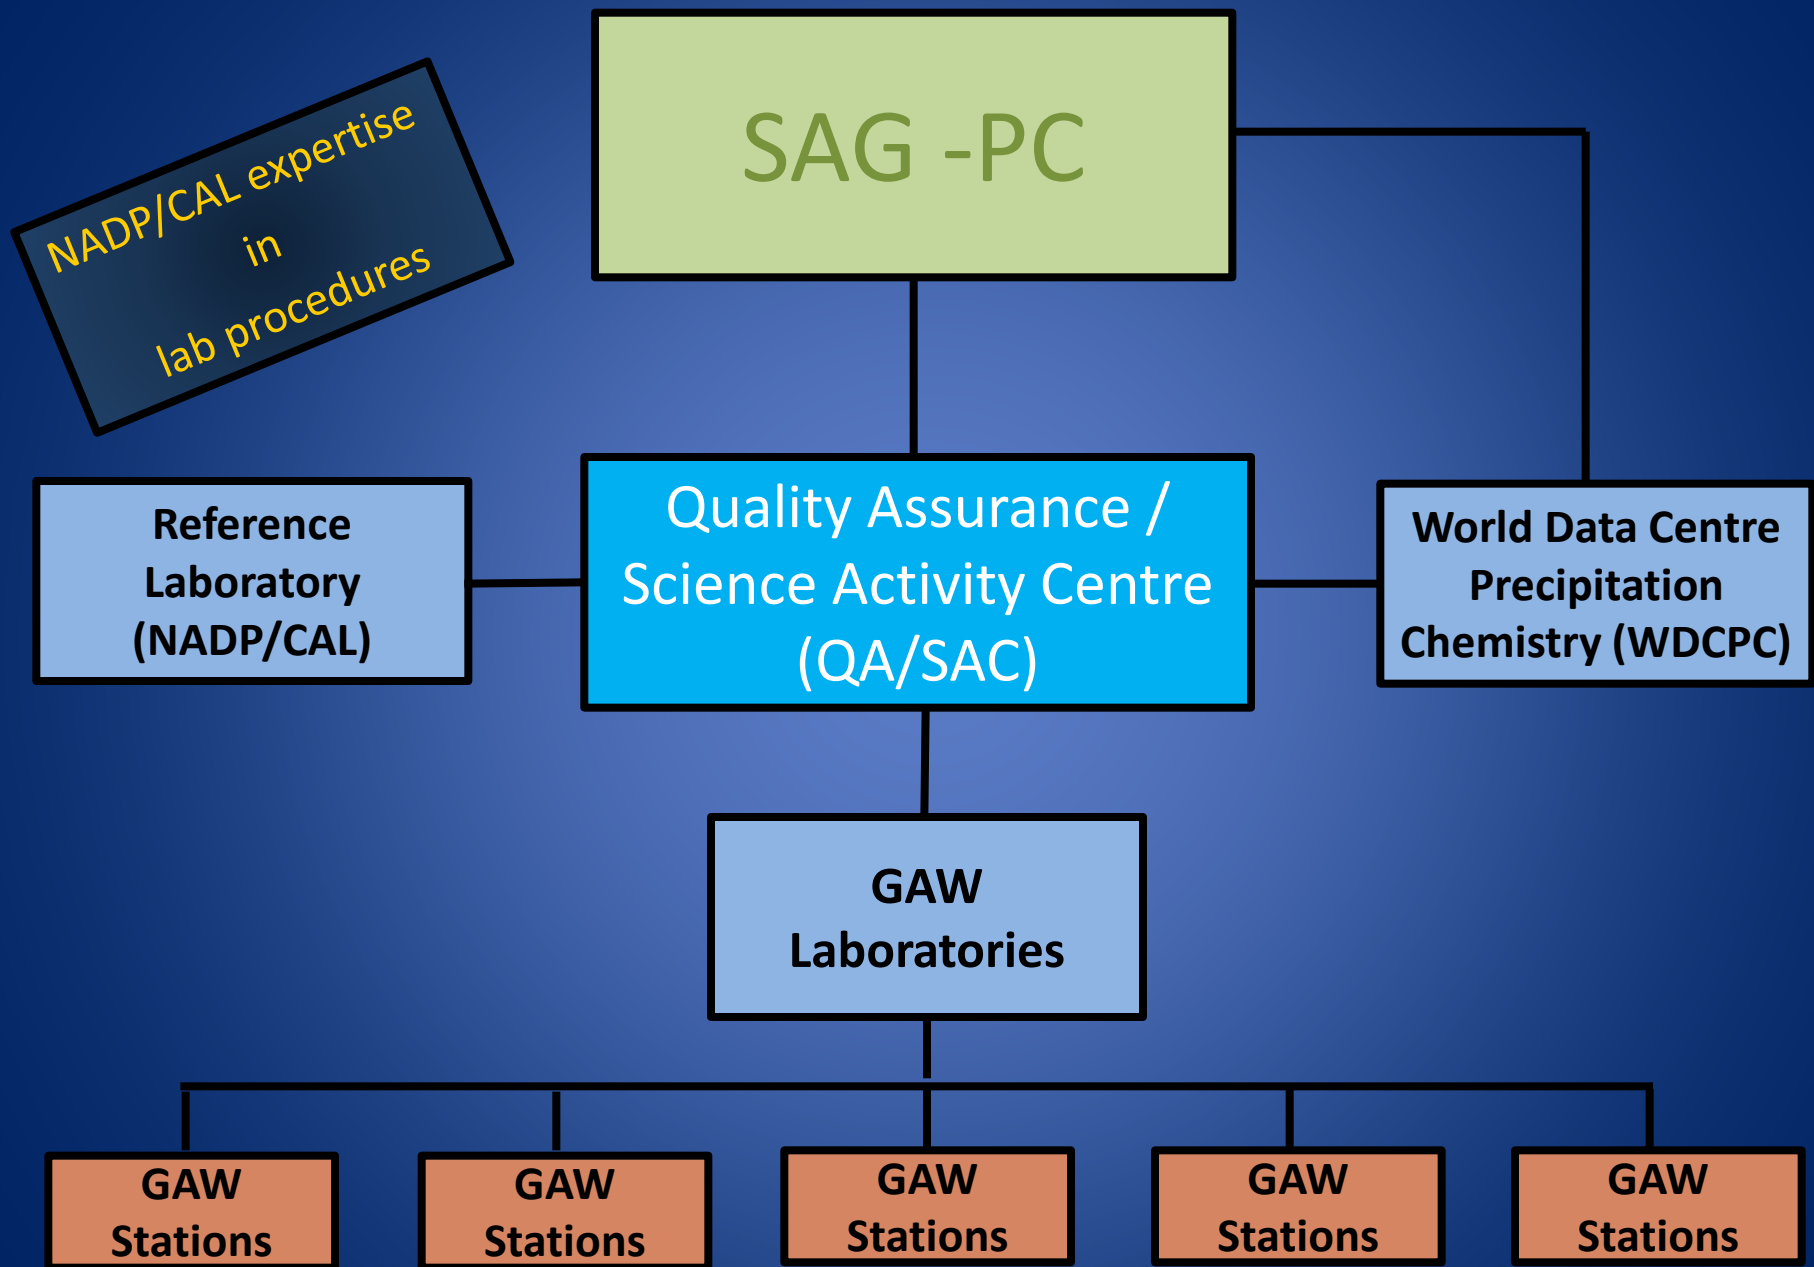 SAG -PC
NADP/CAL expertise
in
lab procedures
Reference
Laboratory
(NADP/CAL)
Quality Assurance /
Science Activity Centre
(QA/SAC)
World Data Centre
Precipitation
Chemistry (WDCPC)
GAW
Laboratories
GAW
Stations
GAW
Stations
GAW
Stations
GAW
Stations
GAW
Stations